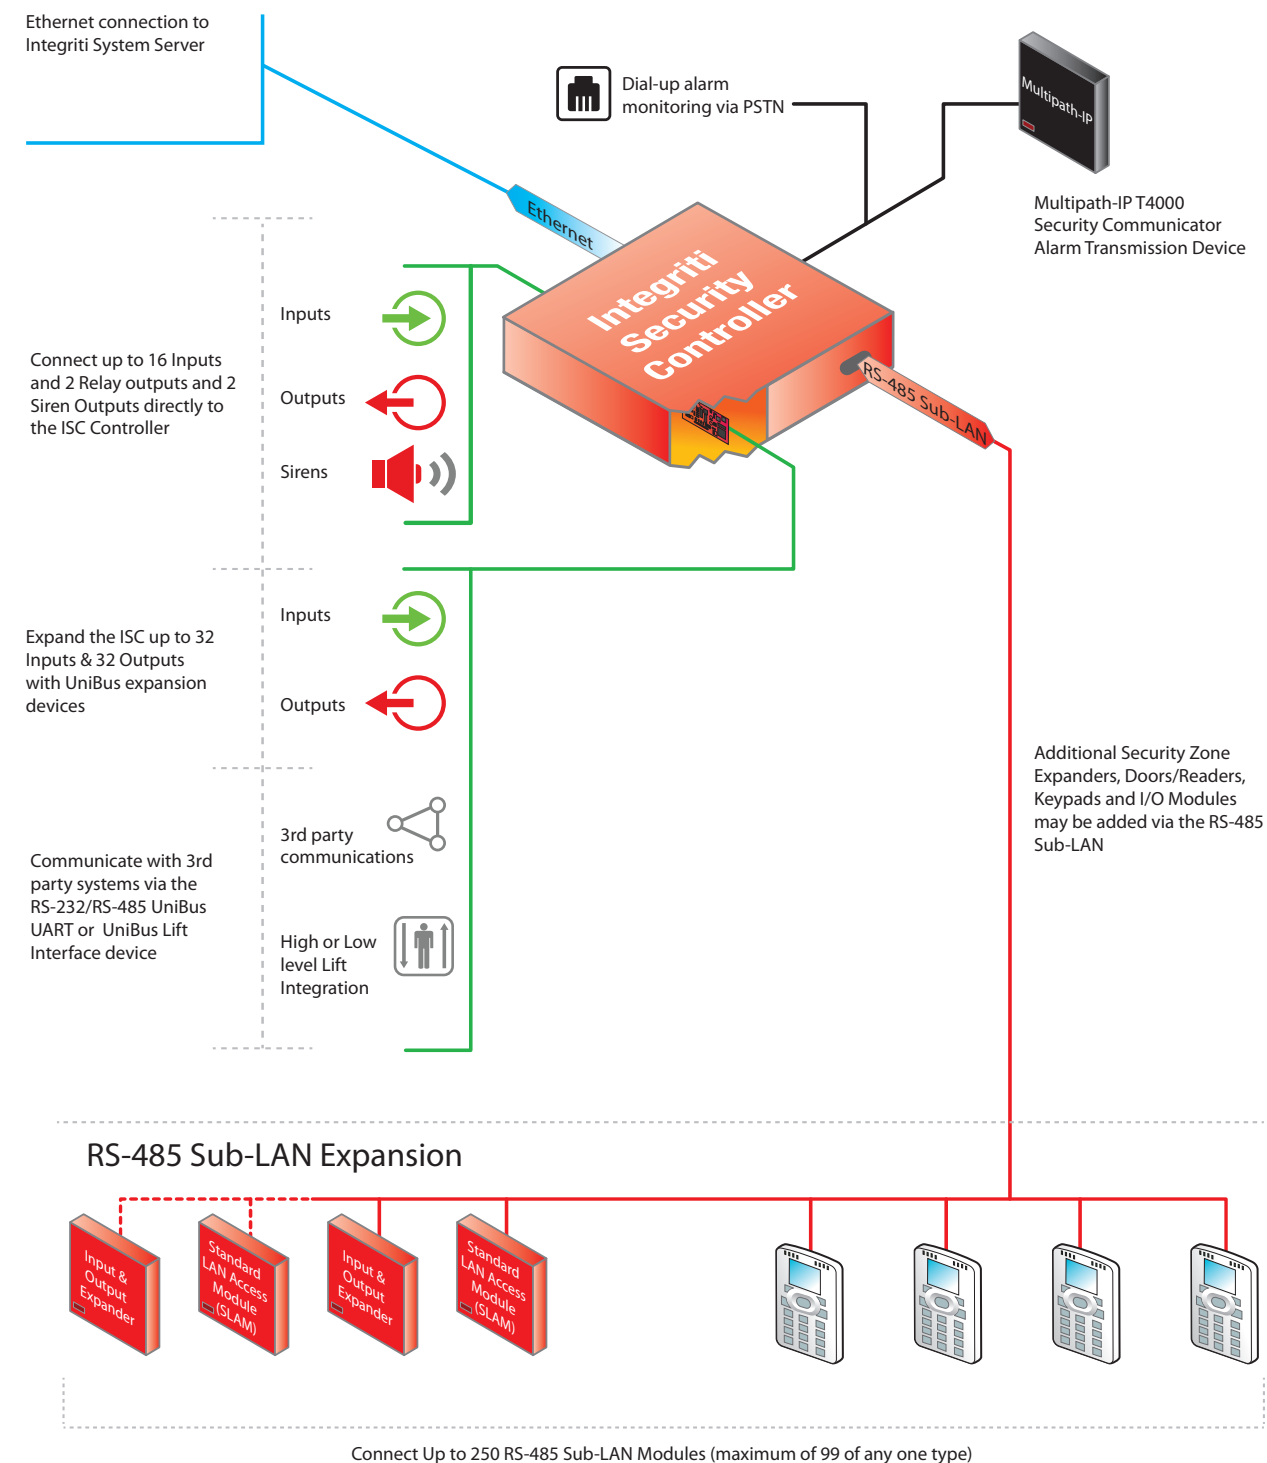 Ethernet connection to
Integriti System Server
Dial-up alarm
monitoring via PSTN
Multipath-IP
Multipath-IP T4000
Security Communicator
Alarm Transmission Device
Ethernet
Integriti
Security
Controller
RS-485 Sub-LAN
Connect up to 16 Inputs
and 2 Relay outputs and 2
Siren Outputs directly to
the ISC Controller
Inputs
Outputs
Sirens
Expand the ISC up to 32
Inputs & 32 Outputs
with UniBus expansion
devices
Inputs
Outputs
Communicate with 3rd
party systems via the
RS-232/RS-485 UniBus
UART or UniBus Lift
Interface device
3rd party
communications
High or Low
level Lift
Integration
Additional Security Zone
Expanders, Doors/Readers,
Keypads and I/O Modules
may be added via the RS-485
Sub-LAN
RS-485 Sub-LAN Expansion
Input &
Output
Expander
Standard
LAN Access
Module
(SLAM)
Input &
Output
Expander
Standard
LAN Access
Module
(SLAM)
Connect Up to 250 RS-485 Sub-LAN Modules (maximum of 99 of any one type)